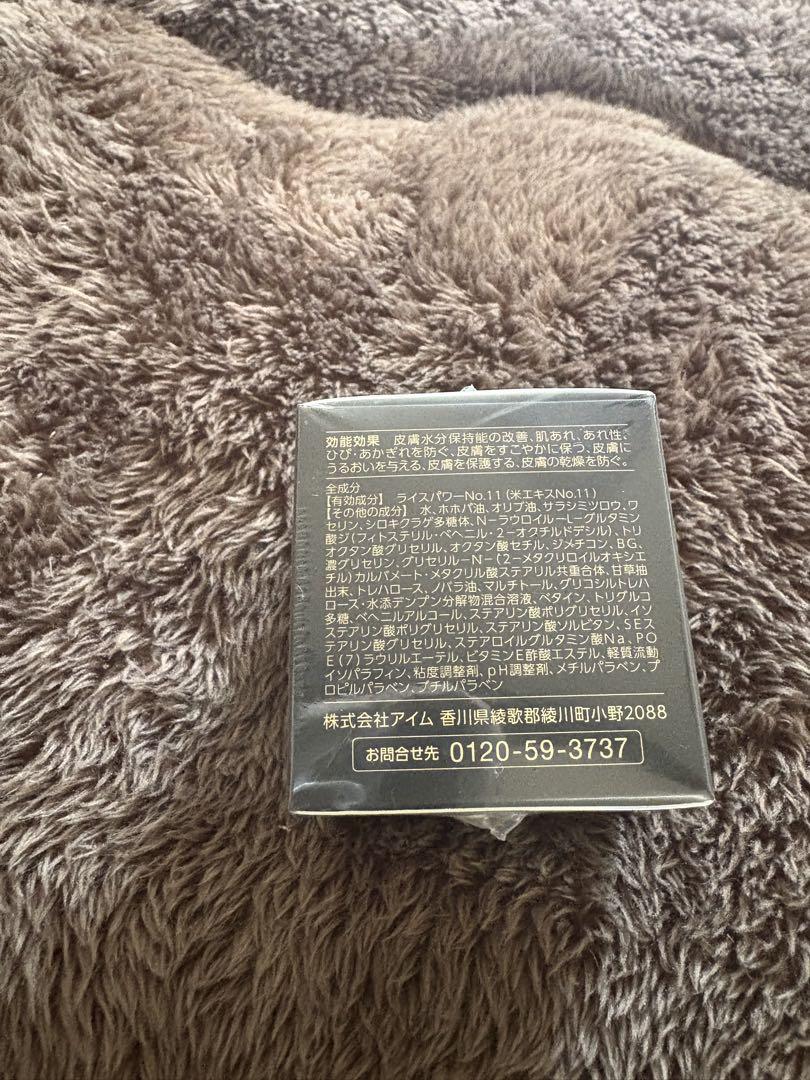 効能効果 皮膚水分保持能の改善、肌あれ、あれ性、
ひび・あかぎれを防ぐ、皮膚をすこやかに保つ、皮膚に
うるおいを与える、皮膚を保護する、皮膚の乾燥を防ぐ。
全成分
【有効成分】 ライスパワーNo.11(米エキスNo.11)
【その他の成分】 水、ホホバ油、オリブ油、サラシミツロウ、ワ
セリン、シロキクラゲ多糖体、N-ラウロイル-L-グルタミン
酸ジ(フィトステリル・ベヘニル・2-オクチルドデシル)、トリ
オクタン酸グリセリル、オクタン酸セチル、ジメチコン、BG、
濃グリセリン、グリセリル-N-(2-メタクリロイルオキシエ
チル)カルバメート・メタクリル酸ステアリル共重合体、甘草抽
出末、トレハロース、ノバラ油、マルチトール、グリコシルトレハ
ロース・水添デンプン分解物混合溶液、ベタイン、トリグルコ
多糖、ベヘニルアルコール、ステアリン酸ポリグリセリル、イソ
ステアリン酸ポリグリセリル、ステアリン酸ソルビタン、SEス
テアリン酸グリセリル、ステアロイルグルタミン酸Na、PO
E(7)ラウリルエーテル、ビタミンE酢酸エステル、軽質流動
イソパラフィン、粘度調整剤、pH調整剤、メチルパラベン、プ
ロピルパラベン、ブチルパラベン
株式会社アイム 香川県綾歌郡綾川町小野2088
お問合せ先 0120-59-3737